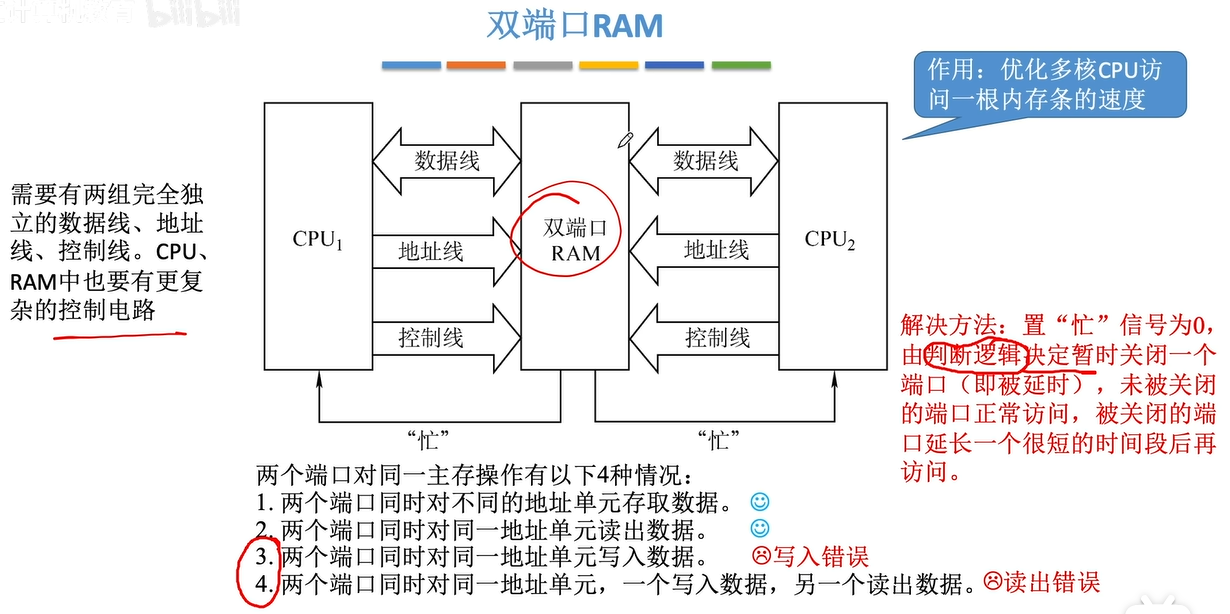 双端口RAM
作用：优化多核CPU访
问一根内存条的速度
需要有两组完全独
立的数据线、地址
线、控制线。CPU、
RAM中也要有更复
杂的控制电路
CPU1
数据线
地址线
控制线
双端口
RAM
数据线
地址线
控制线
CPU2
“忙”
“忙”
解决方法：置“忙”信号为0，
由判断逻辑决定暂时关闭一个
端口（即被延时），未被关闭
的端口正常访问，被关闭的端
口延长一个很短的时间段后再
访问。
两个端口对同一主存操作有以下4种情况：
1. 两个端口同时对不同的地址单元存取数据。
2. 两个端口同时对同一地址单元读出数据。
3. 两个端口同时对同一地址单元写入数据。 写入错误
4. 两个端口同时对同一地址单元，一个写入数据，另一个读出数据。 读出错误
bilibili